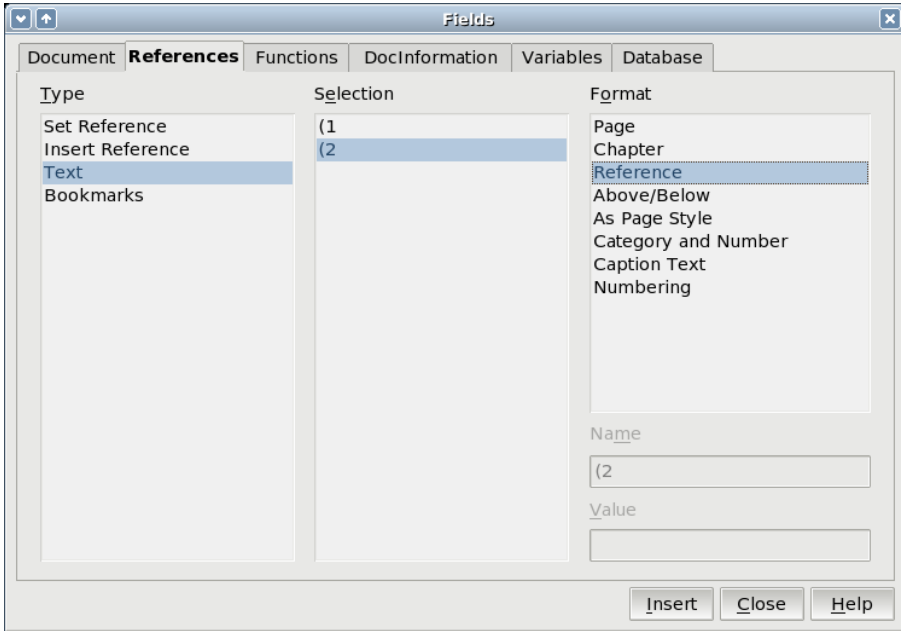 Fields
Document References Functions DocInformation Variables Database
Type
Set Reference
Insert Reference
Text
Bookmarks
Selection
(1
(2
Format
Page
Chapter
Reference
Above/Below
As Page Style
Category and Number
Caption Text
Numbering
Name
(2
Value
Insert Close Help